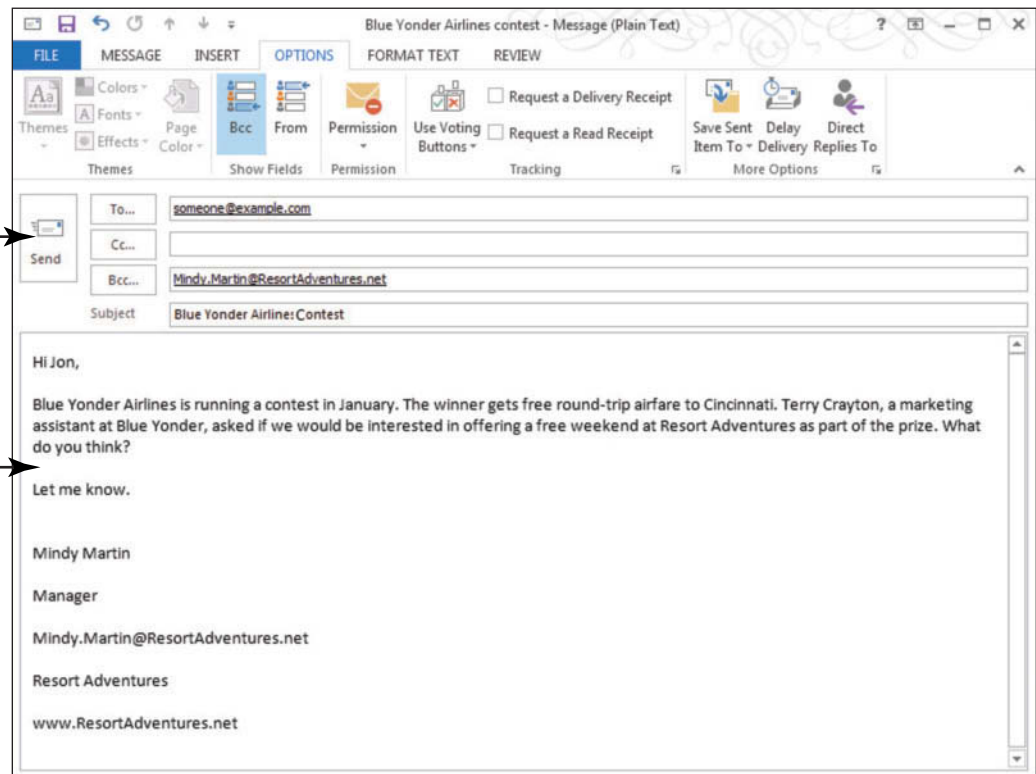 Blue Yonder Airlines contest - Message (Plain Text)
FILE MESSAGE INSERT OPTIONS FORMAT TEXT REVIEW
Aa Colors
Themes A Fonts
Effects
Page Color
Bcc From Permission
Use Voting Buttons
Request a Delivery Receipt
Request a Read Receipt
Save Sent Item To Delay Delivery Direct Replies To
Themes Show Fields Permission Tracking More Options
Send
To... someone@example.com
Cc...
Bcc... Mindy.Martin@ResortAdventures.net
Subject Blue Yonder Airline:Contest
Hi Jon,
Blue Yonder Airlines is running a contest in January. The winner gets free round-trip airfare to Cincinnati. Terry Crayton, a marketing
assistant at Blue Yonder, asked if we would be interested in offering a free weekend at Resort Adventures as part of the prize. What
do you think?
Let me know.
Mindy Martin
Manager
Mindy.Martin@ResortAdventures.net
Resort Adventures
www.ResortAdventures.net